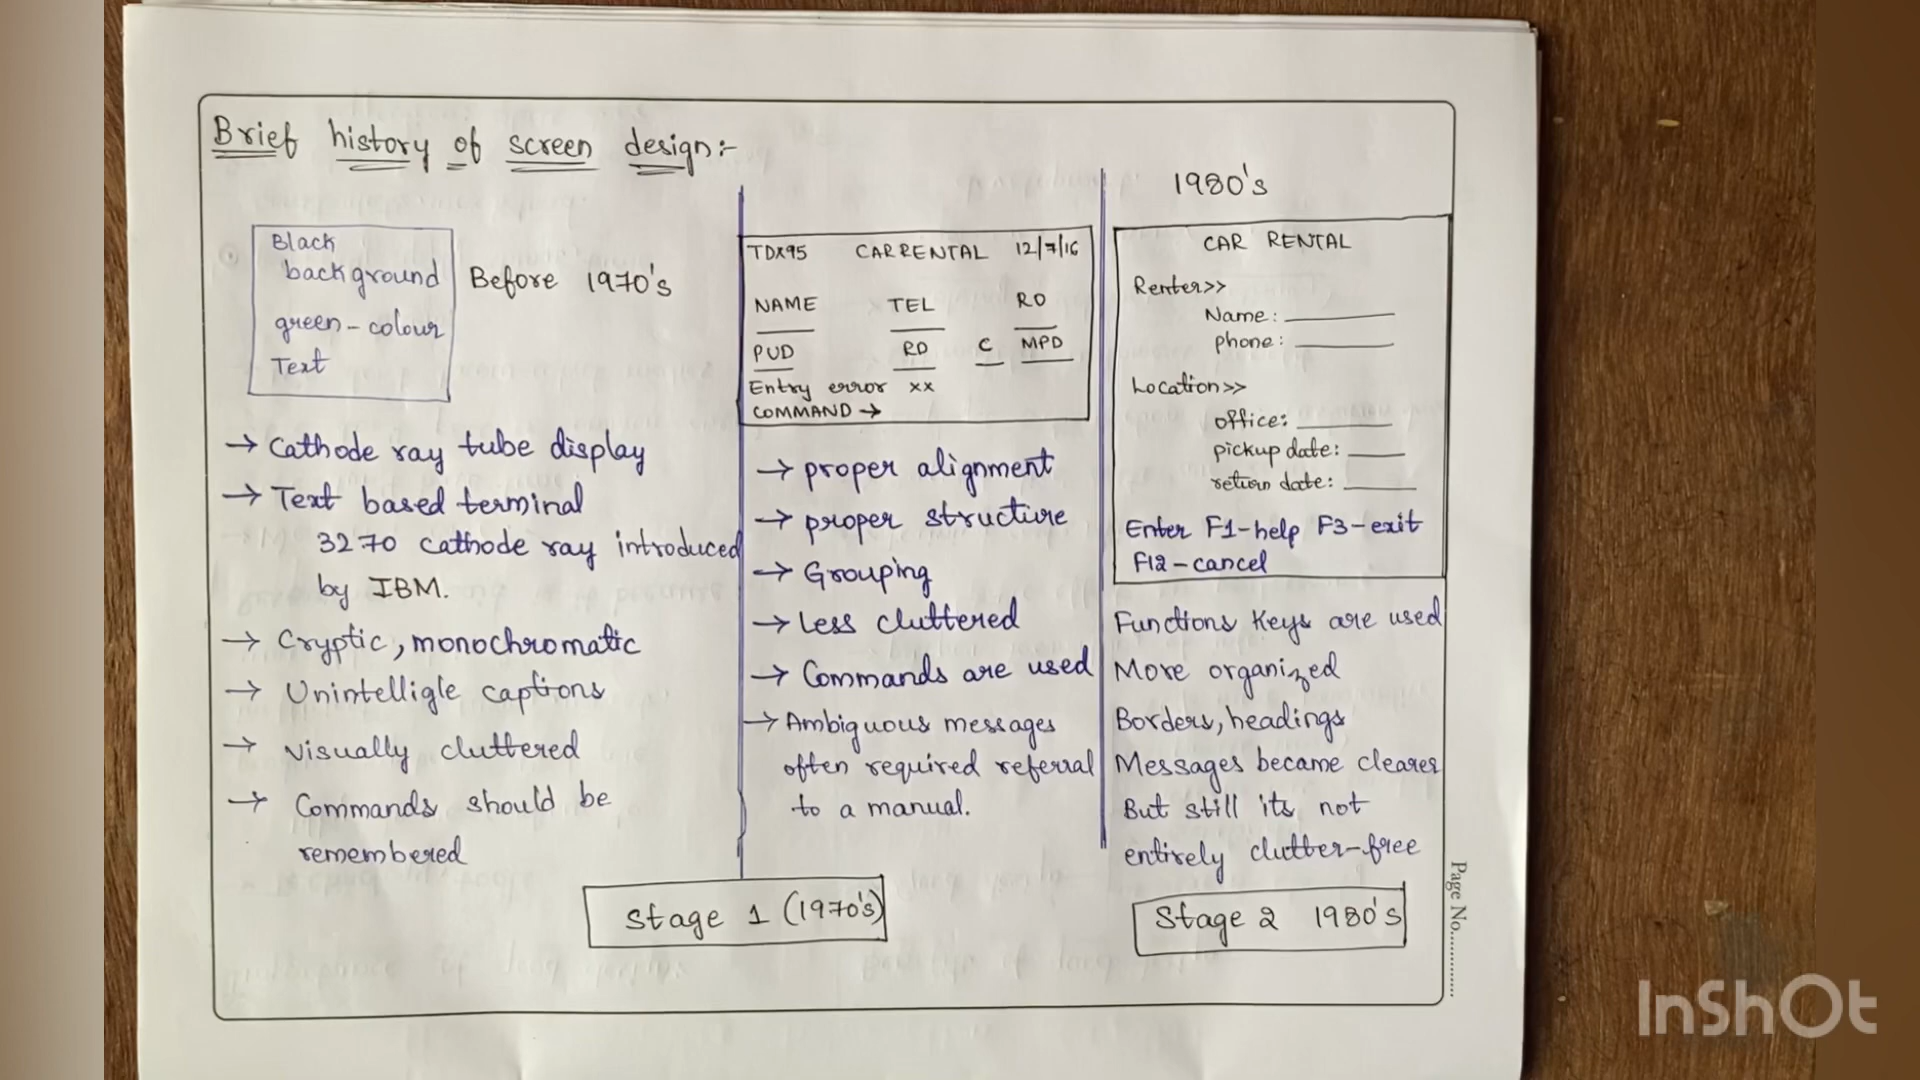 Brief history of screen design:-
Black
background
green-colour
Text
Before 1970's
→ Cathode ray tube display
→ Text based terminal
3270 cathode ray introduced
by IBM.
→ Cryptic, monochromatic
→ Unintelligle captions
→ Visually cluttered
→ Commands should be
remembered
TDX95 CARRENTAL 12/7/16
NAME TEL RO
PUD RD C MPD
Entry error xx
COMMAND →
→ proper alignment
→ proper structure
→ Grouping
→ Less cluttered
→ Commands are used
→ Ambiguous messages
often required referral
to a manual.
Stage 1 (1970's)
1980's
CAR RENTAL
Renter>>
Name:
phone:
Location>>
office:
pickup date:
return date:
Enter F1-help F3-exit
F12-cancel
Functions Keys are used
More organized
Borders, headings
Messages became clearer
But still its not
entirely clutter-free
Stage 2 1980's
Page No.............
InShOt